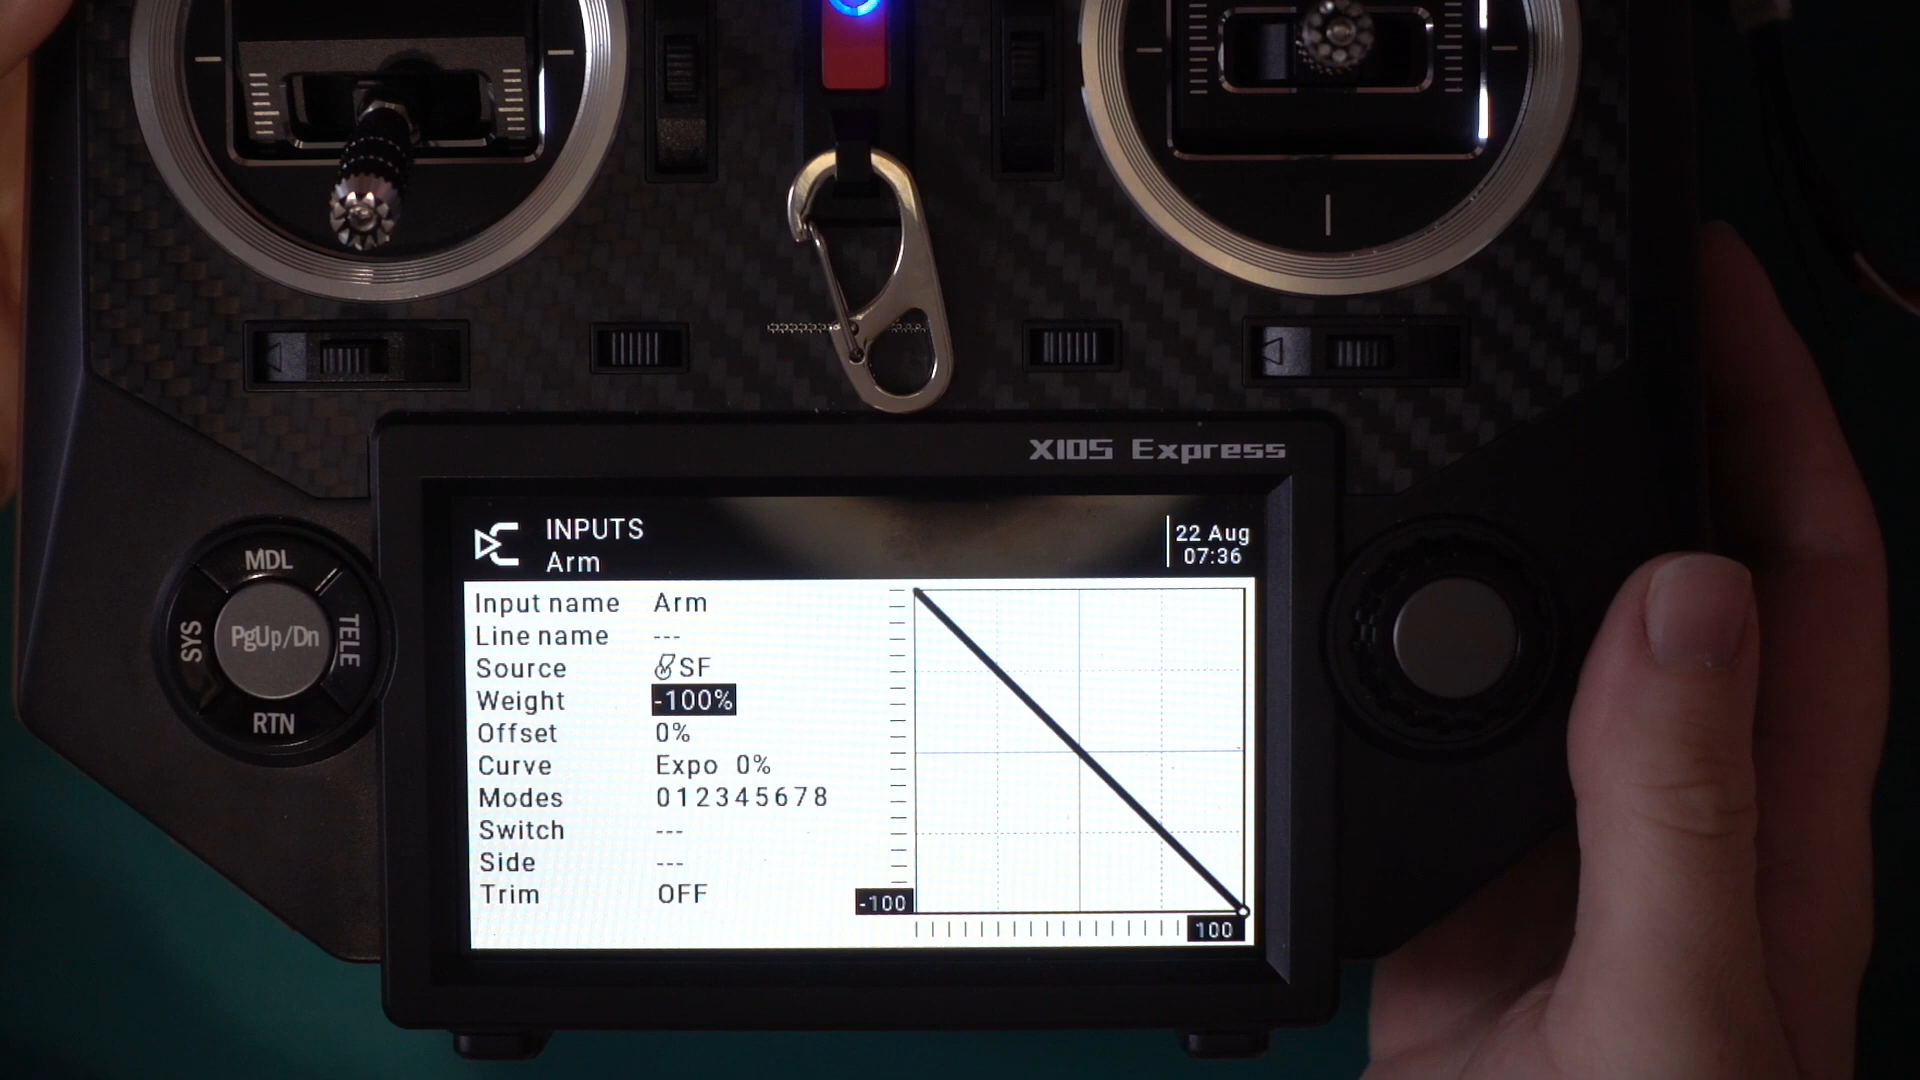 X10S Express
INPUTS
Arm
22 Aug
07:36
Input name Arm
Line name ---
Source SF
Weight -100%
Offset 0%
Curve Expo 0%
Modes 012345678
Switch ---
Side ---
Trim OFF
-100
100
MDL
SYS
PgUp/Dn
TELE
RTN